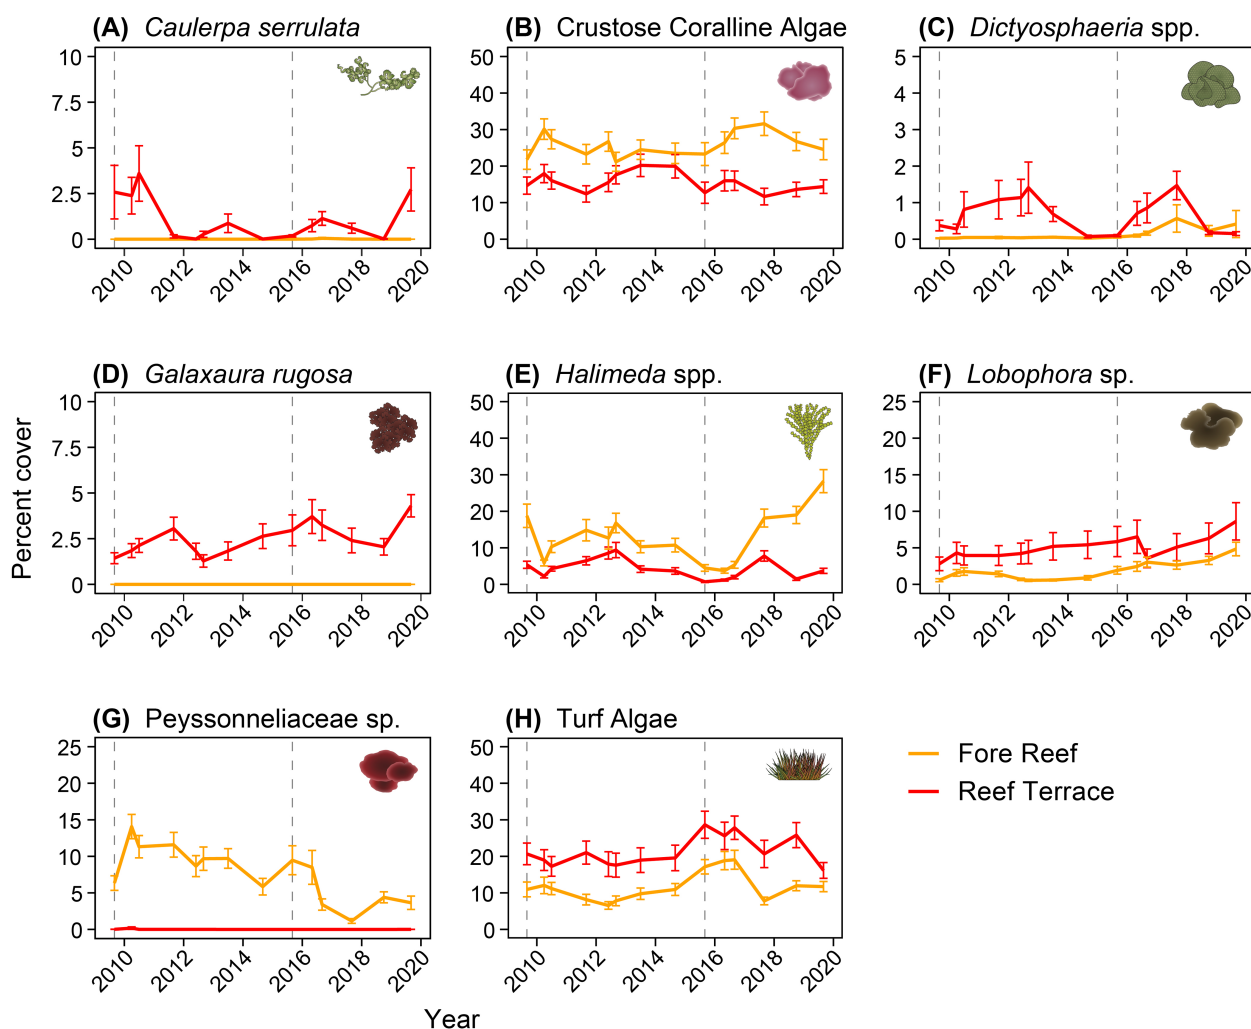 (A) Caulerpa serrulata
(B) Crustose Coralline Algae
(C) Dictyosphaeria spp.
10
7.5
5
2.5
0
2010 2012 2014 2016 2018 2020
50
40
30
20
10
0
2010 2012 2014 2016 2018 2020
5
4
3
2
1
0
2010 2012 2014 2016 2018 2020
(D) Galaxaura rugosa
(E) Halimeda spp.
(F) Lobophora sp.
Percent cover
10
7.5
5
2.5
0
2010 2012 2014 2016 2018 2020
50
40
30
20
10
0
2010 2012 2014 2016 2018 2020
25
20
15
10
5
0
2010 2012 2014 2016 2018 2020
(G) Peyssonneliaceae sp.
(H) Turf Algae
25
20
15
10
5
0
2010 2012 2014 2016 2018 2020
50
40
30
20
10
0
2010 2012 2014 2016 2018 2020
Fore Reef
Reef Terrace
Year